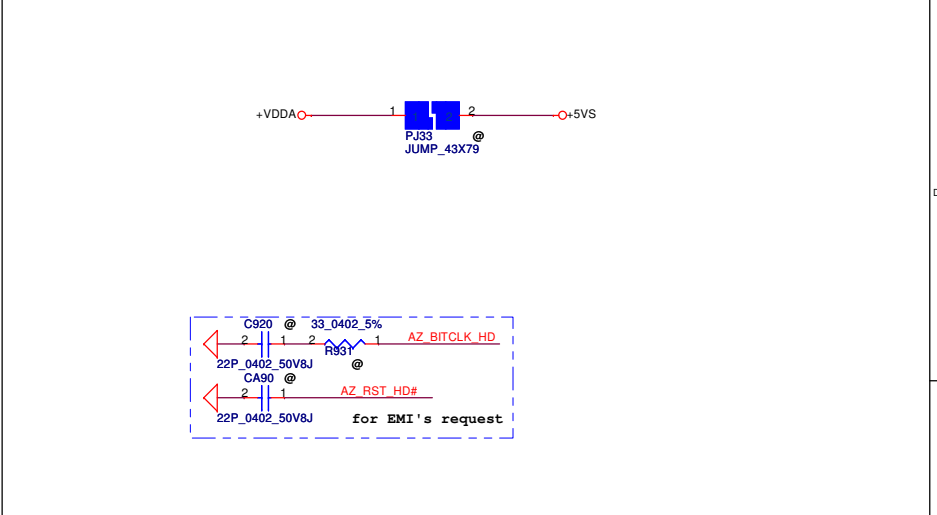 +VDDA 1 1 2 2 +5VS
PJ33 @
JUMP_43X79
C920 @ 33_0402_5%
2 1 2 1 AZ_BITCLK_HD
R931
22P_0402_50V8J @
CA90 @
2 1 AZ_RST_HD#
22P_0402_50V8J for EMI's request